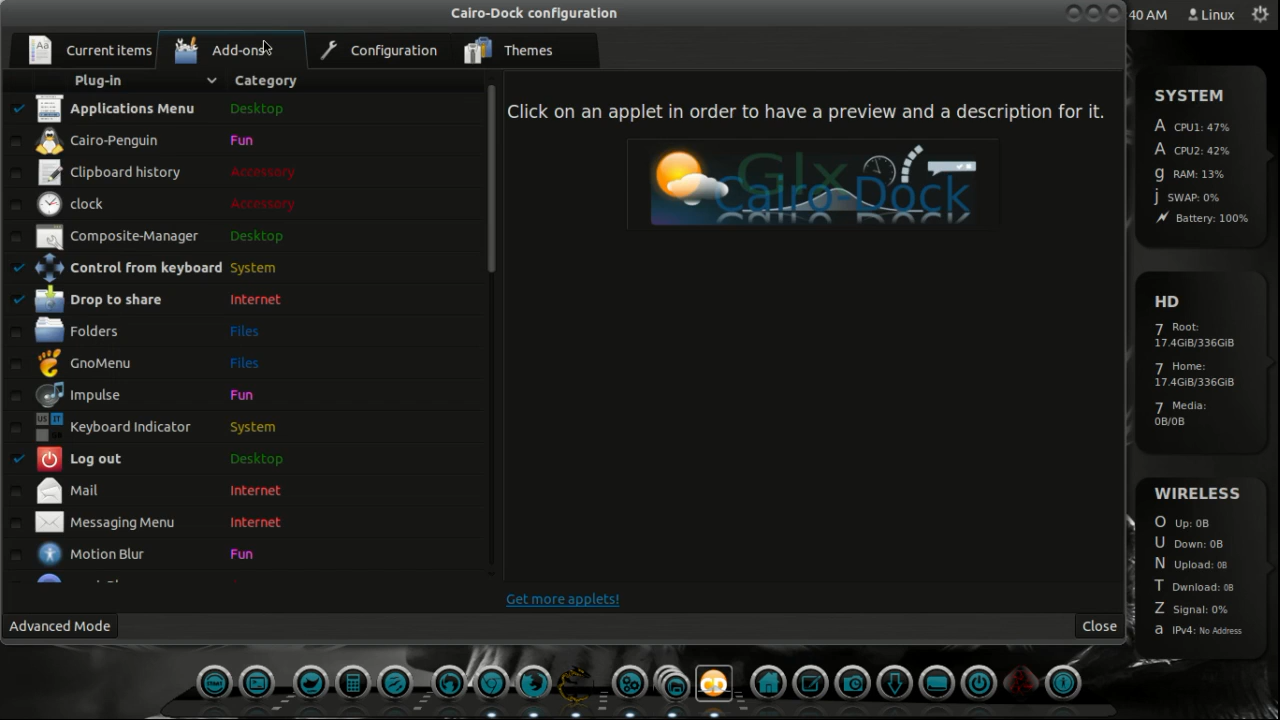 Cairo-Dock configuration
40 AM Linux
Current items Add-ons Configuration Themes
Plug-in Category
Applications Menu Desktop
Cairo-Penguin Fun
Clipboard history Accessory
clock Accessory
Composite-Manager Desktop
Control from keyboard System
Drop to share Internet
Folders Files
GnoMenu Files
Impulse Fun
Keyboard Indicator System
Log out Desktop
Mail Internet
Messaging Menu Internet
Motion Blur Fun
Click on an applet in order to have a preview and a description for it.
Glx
Cairo-Dock
Get more applets!
Advanced Mode Close
SYSTEM
A CPU1: 47%
A CPU2: 42%
g RAM: 13%
j SWAP: 0%
Battery: 100%
HD
7 Root:
17.4GiB/336GiB
7 Home:
17.4GiB/336GiB
7 Media:
0B/0B
WIRELESS
O Up: 0B
U Down: 0B
N Upload: 0B
T Dwnload: 0B
Z Signal: 0%
a IPv4: No Address
CD